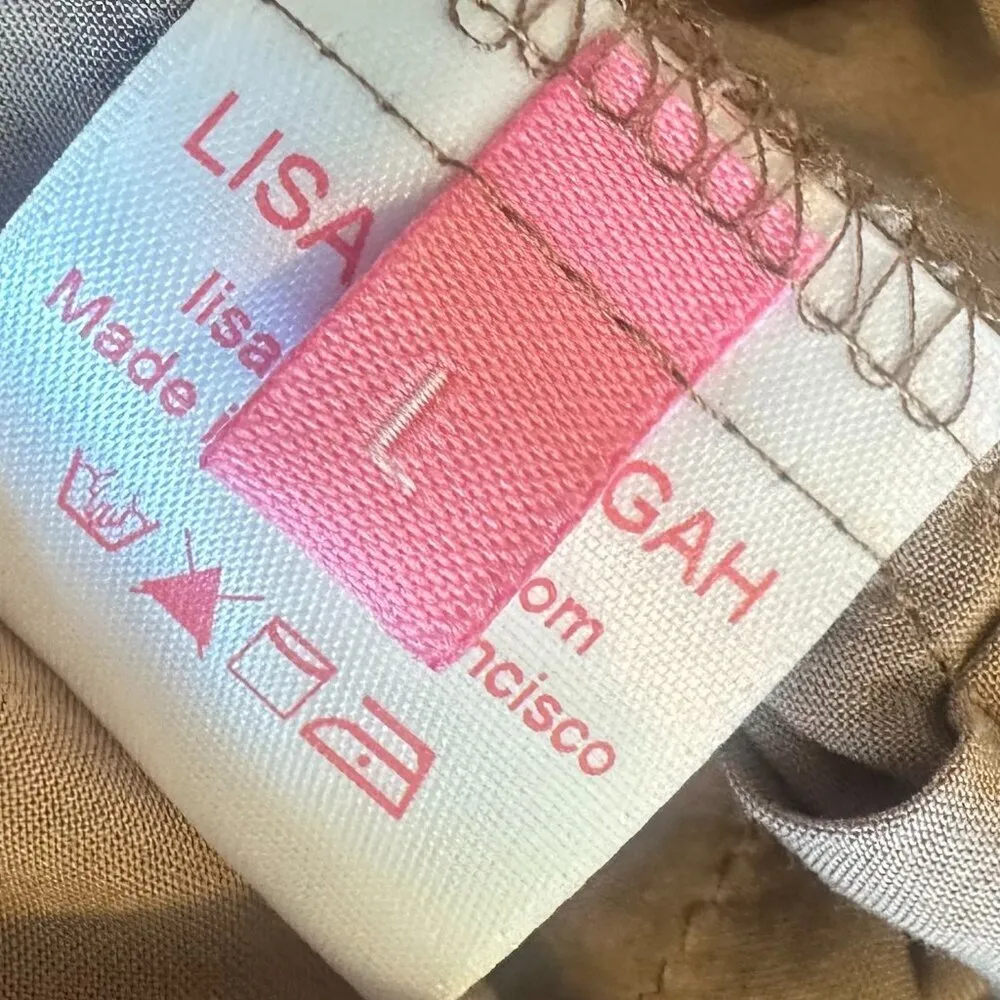 LISA GAH
lisa om
Made i ncisco
L